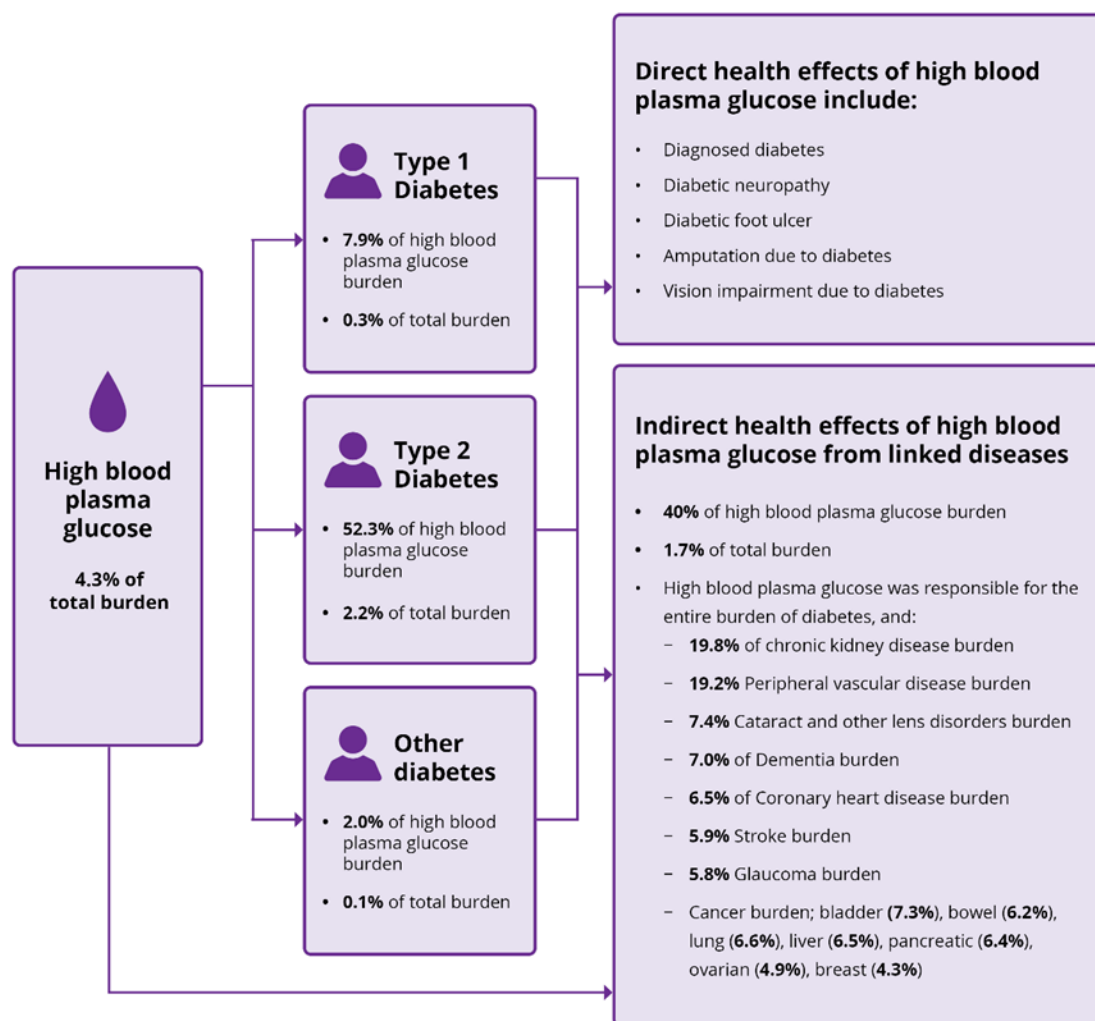 High blood
plasma
glucose
4.3% of
total burden
Type 1
Diabetes
• 7.9% of high blood
plasma glucose
burden
• 0.3% of total burden
Type 2
Diabetes
• 52.3% of high blood
plasma glucose
burden
• 2.2% of total burden
Other
diabetes
• 2.0% of high blood
plasma glucose
burden
• 0.1% of total burden
Direct health effects of high blood
plasma glucose include:
• Diagnosed diabetes
• Diabetic neuropathy
• Diabetic foot ulcer
• Amputation due to diabetes
• Vision impairment due to diabetes
Indirect health effects of high blood
plasma glucose from linked diseases
• 40% of high blood plasma glucose burden
• 1.7% of total burden
• High blood plasma glucose was responsible for the
entire burden of diabetes, and:
– 19.8% of chronic kidney disease burden
– 19.2% Peripheral vascular disease burden
– 7.4% Cataract and other lens disorders burden
– 7.0% of Dementia burden
– 6.5% of Coronary heart disease burden
– 5.9% Stroke burden
– 5.8% Glaucoma burden
– Cancer burden; bladder (7.3%), bowel (6.2%),
lung (6.6%), liver (6.5%), pancreatic (6.4%),
ovarian (4.9%), breast (4.3%)